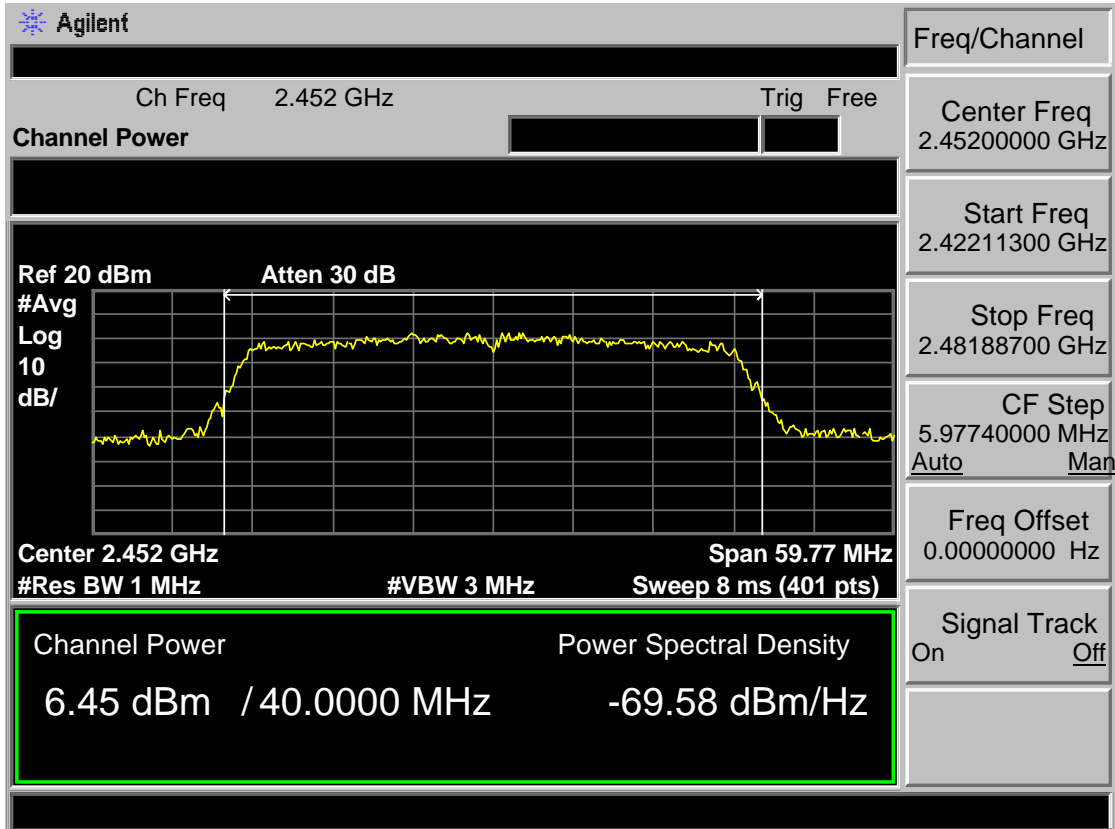 Agilent
Ch Freq 2.452 GHz Trig Free
Channel Power
Ref 20 dBm Atten 30 dB
#Avg
Log
10
dB/
Center 2.452 GHz Span 59.77 MHz
#Res BW 1 MHz #VBW 3 MHz Sweep 8 ms (401 pts)
Channel Power Power Spectral Density
6.45 dBm / 40.0000 MHz -69.58 dBm/Hz
Freq/Channel
Center Freq
2.45200000 GHz
Start Freq
2.42211300 GHz
Stop Freq
2.48188700 GHz
CF Step
5.97740000 MHz
Auto Man
Freq Offset
0.00000000 Hz
Signal Track
On Off